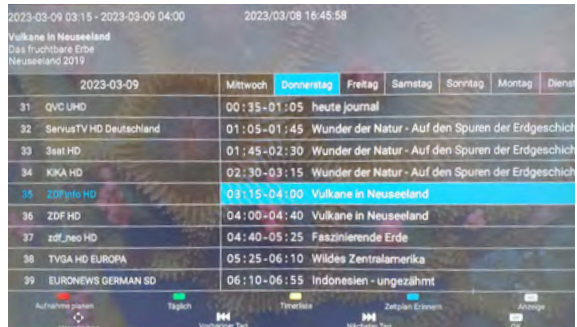 2023-03-09 03:15 - 2023-03-09 04:00 2023/03/08 16:45:58
Vulkane in Neuseeland
Das fruchtbare Erbe
Neuseeland 2019
2023-03-09 Mittwoch Donnerstag Freitag Samstag Sonntag Montag Dienst
31 QVC UHD 00:35-01:05 heute journal
32 ServusTV HD Deutschland 01:05-01:45 Wunder der Natur - Auf den Spuren der Erdgeschich
33 3sat HD 01:45-02:30 Wunder der Natur - Auf den Spuren der Erdgeschich
34 KiKA HD 02:30-03:15 Wunder der Natur - Auf den Spuren der Erdgeschich
35 ZDFinfo HD 03:15-04:00 Vulkane in Neuseeland
36 ZDF HD 04:00-04:40 Vulkane in Neuseeland
37 zdf_neo HD 04:40-05:25 Faszinierende Erde
38 TVGA HD EUROPA 05:25-06:10 Wildes Zentralamerika
39 EURONEWS GERMAN SD 06:10-06:55 Indonesien - ungezähmt
Aufnahme planen Täglich Timerliste Zeitplan Erinnern Anzeige
Vorheriger Tag Nächster Tag OK